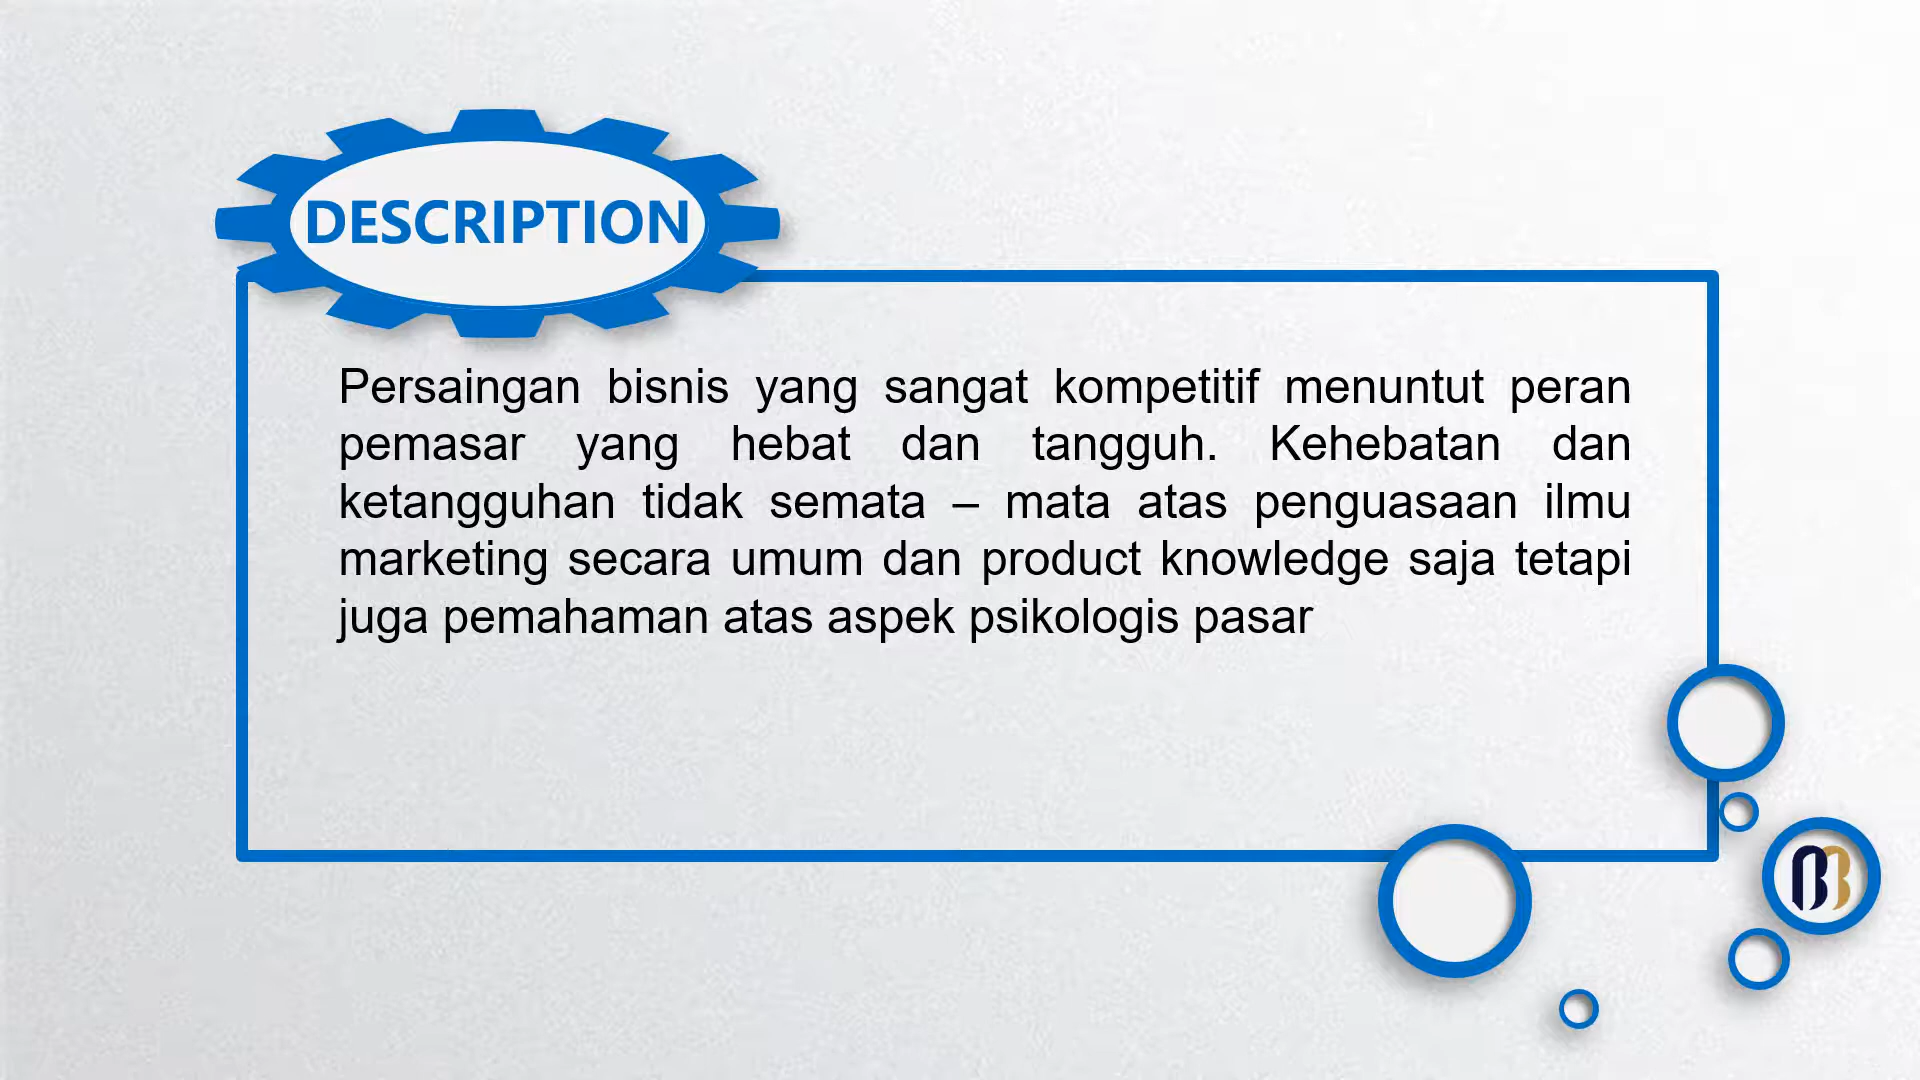 DESCRIPTION
Persaingan bisnis yang sangat kompetitif menuntut peran
pemasar yang hebat dan tangguh. Kehebatan dan
ketangguhan tidak semata – mata atas penguasaan ilmu
marketing secara umum dan product knowledge saja tetapi
juga pemahaman atas aspek psikologis pasar